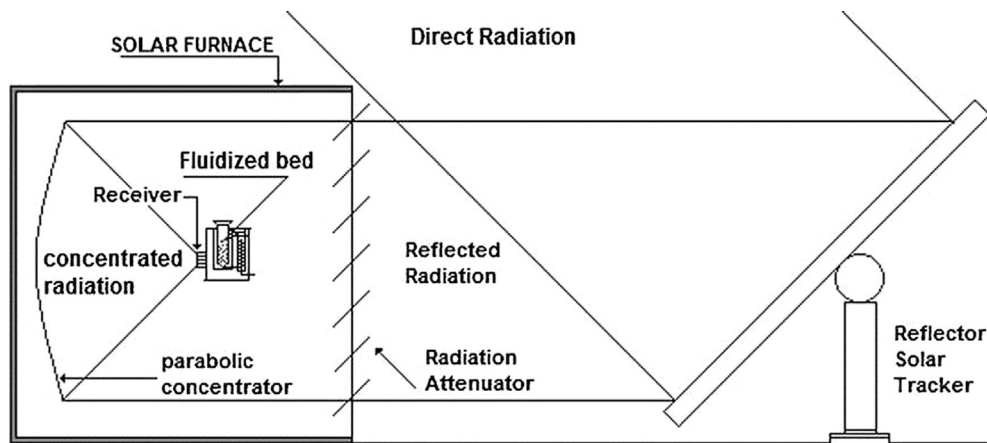 Direct Radiation
SOLAR FURNACE
Fluidized bed
Receiver
concentrated
radiation
Reflected
Radiation
parabolic
concentrator
Radiation
Attenuator
Reflector
Solar
Tracker